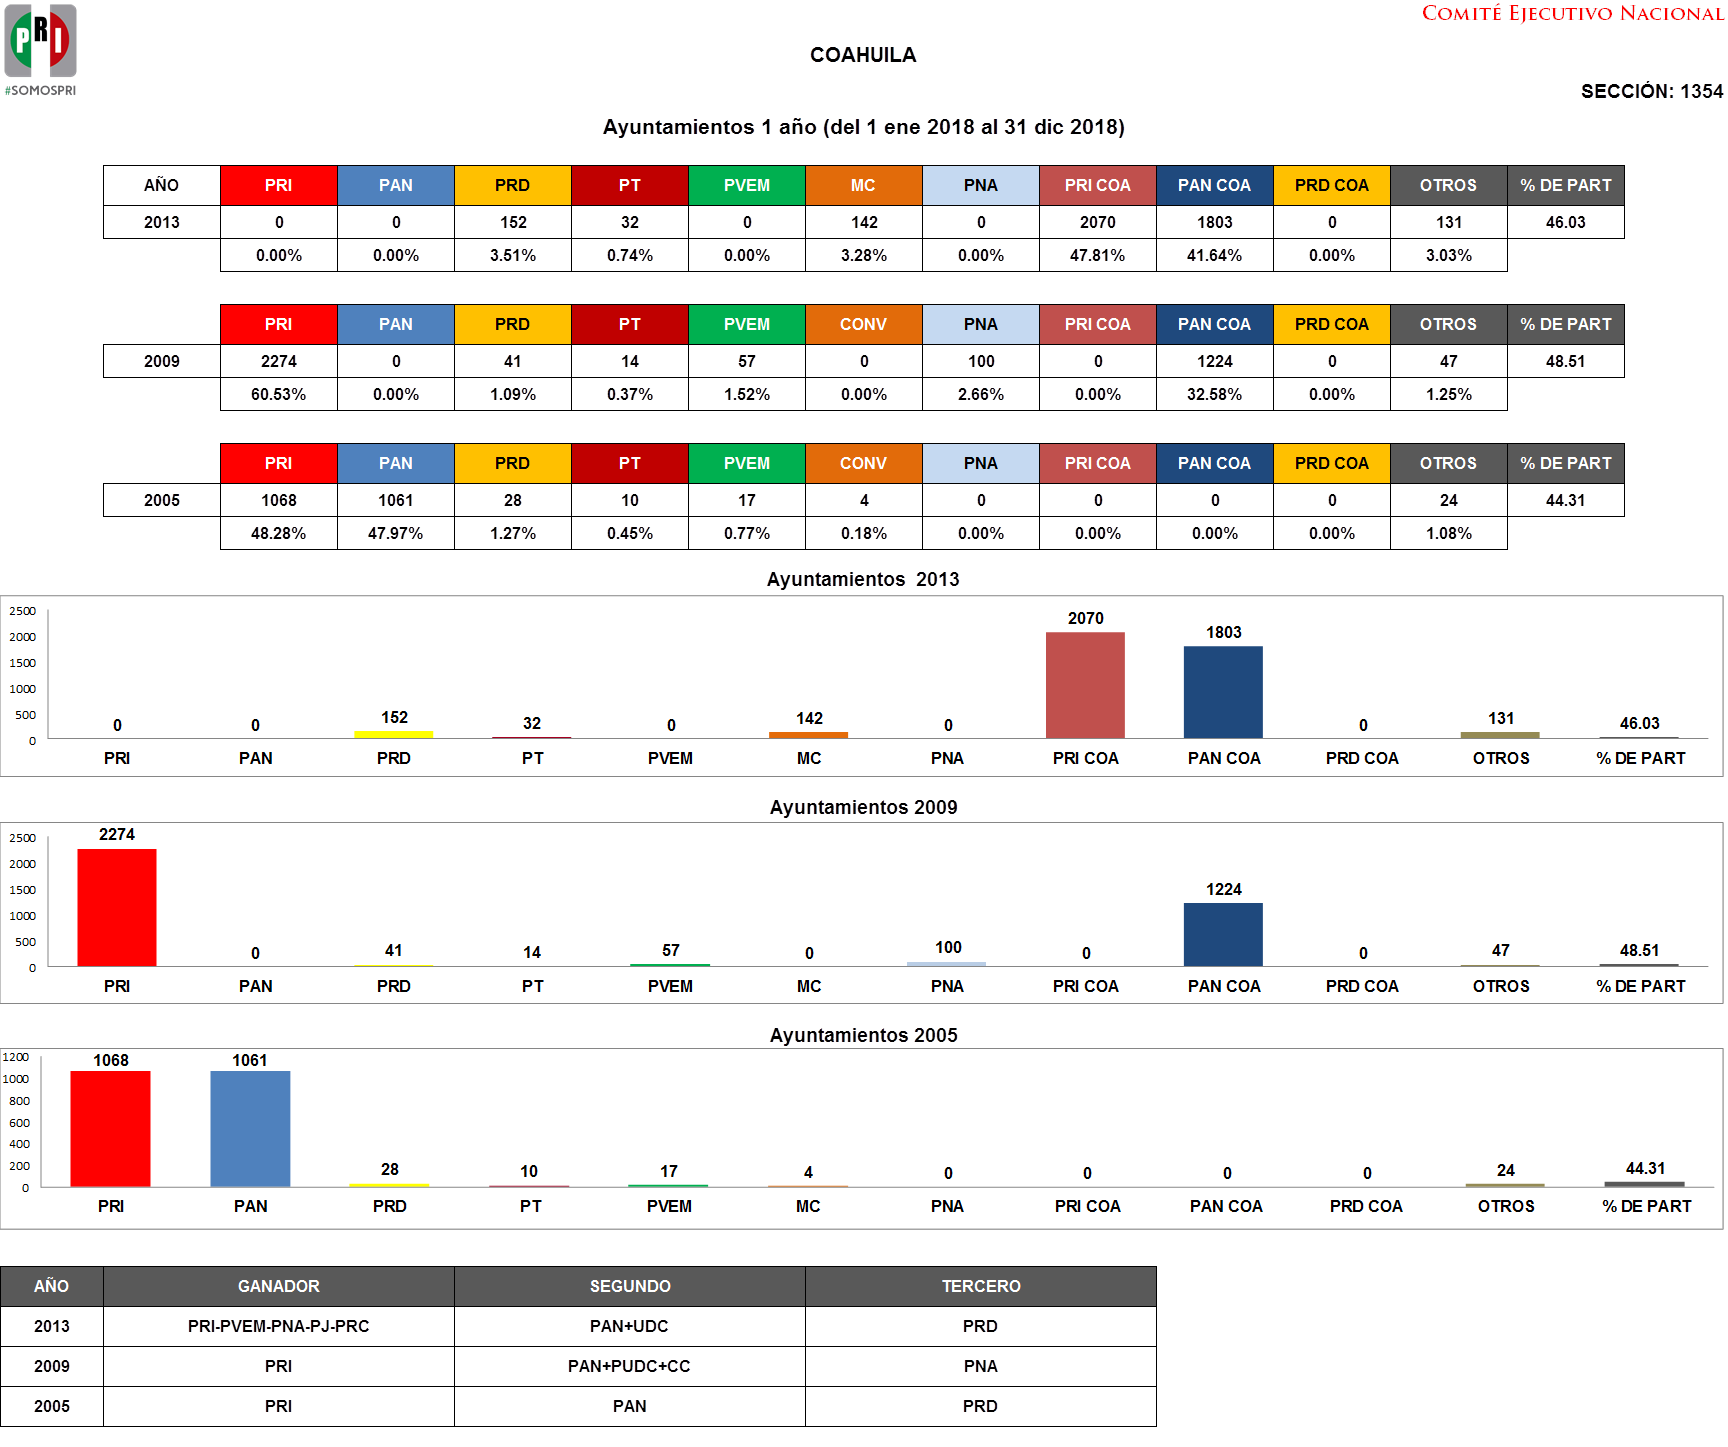 PRI
#SOMOSPRI
COMITÉ EJECUTIVO NACIONAL
COAHUILA
SECCIÓN: 1354
Ayuntamientos 1 año (del 1 ene 2018 al 31 dic 2018)
AÑO PRI PAN PRD PT PVEM MC PNA PRI COA PAN COA PRD COA OTROS % DE PART
2013 0 0 152 32 0 142 0 2070 1803 0 131 46.03
0.00% 0.00% 3.51% 0.74% 0.00% 3.28% 0.00% 47.81% 41.64% 0.00% 3.03%
PRI PAN PRD PT PVEM CONV PNA PRI COA PAN COA PRD COA OTROS % DE PART
2009 2274 0 41 14 57 0 100 0 1224 0 47 48.51
60.53% 0.00% 1.09% 0.37% 1.52% 0.00% 2.66% 0.00% 32.58% 0.00% 1.25%
PRI PAN PRD PT PVEM CONV PNA PRI COA PAN COA PRD COA OTROS % DE PART
2005 1068 1061 28 10 17 4 0 0 0 0 24 44.31
48.28% 47.97% 1.27% 0.45% 0.77% 0.18% 0.00% 0.00% 0.00% 0.00% 1.08%
Ayuntamientos 2013
2500
2000
1500
1000
500
0
0 0 152 32 0 142 0 2070 1803 0 131 46.03
PRI PAN PRD PT PVEM MC PNA PRI COA PAN COA PRD COA OTROS % DE PART
Ayuntamientos 2009
2500
2000
1500
1000
500
0
2274 0 41 14 57 0 100 0 1224 0 47 48.51
PRI PAN PRD PT PVEM MC PNA PRI COA PAN COA PRD COA OTROS % DE PART
Ayuntamientos 2005
1200
1000
800
600
400
200
0
1068 1061 28 10 17 4 0 0 0 0 24 44.31
PRI PAN PRD PT PVEM MC PNA PRI COA PAN COA PRD COA OTROS % DE PART
AÑO GANADOR SEGUNDO TERCERO
2013 PRI-PVEM-PNA-PJ-PRC PAN+UDC PRD
2009 PRI PAN+PUDC+CC PNA
2005 PRI PAN PRD